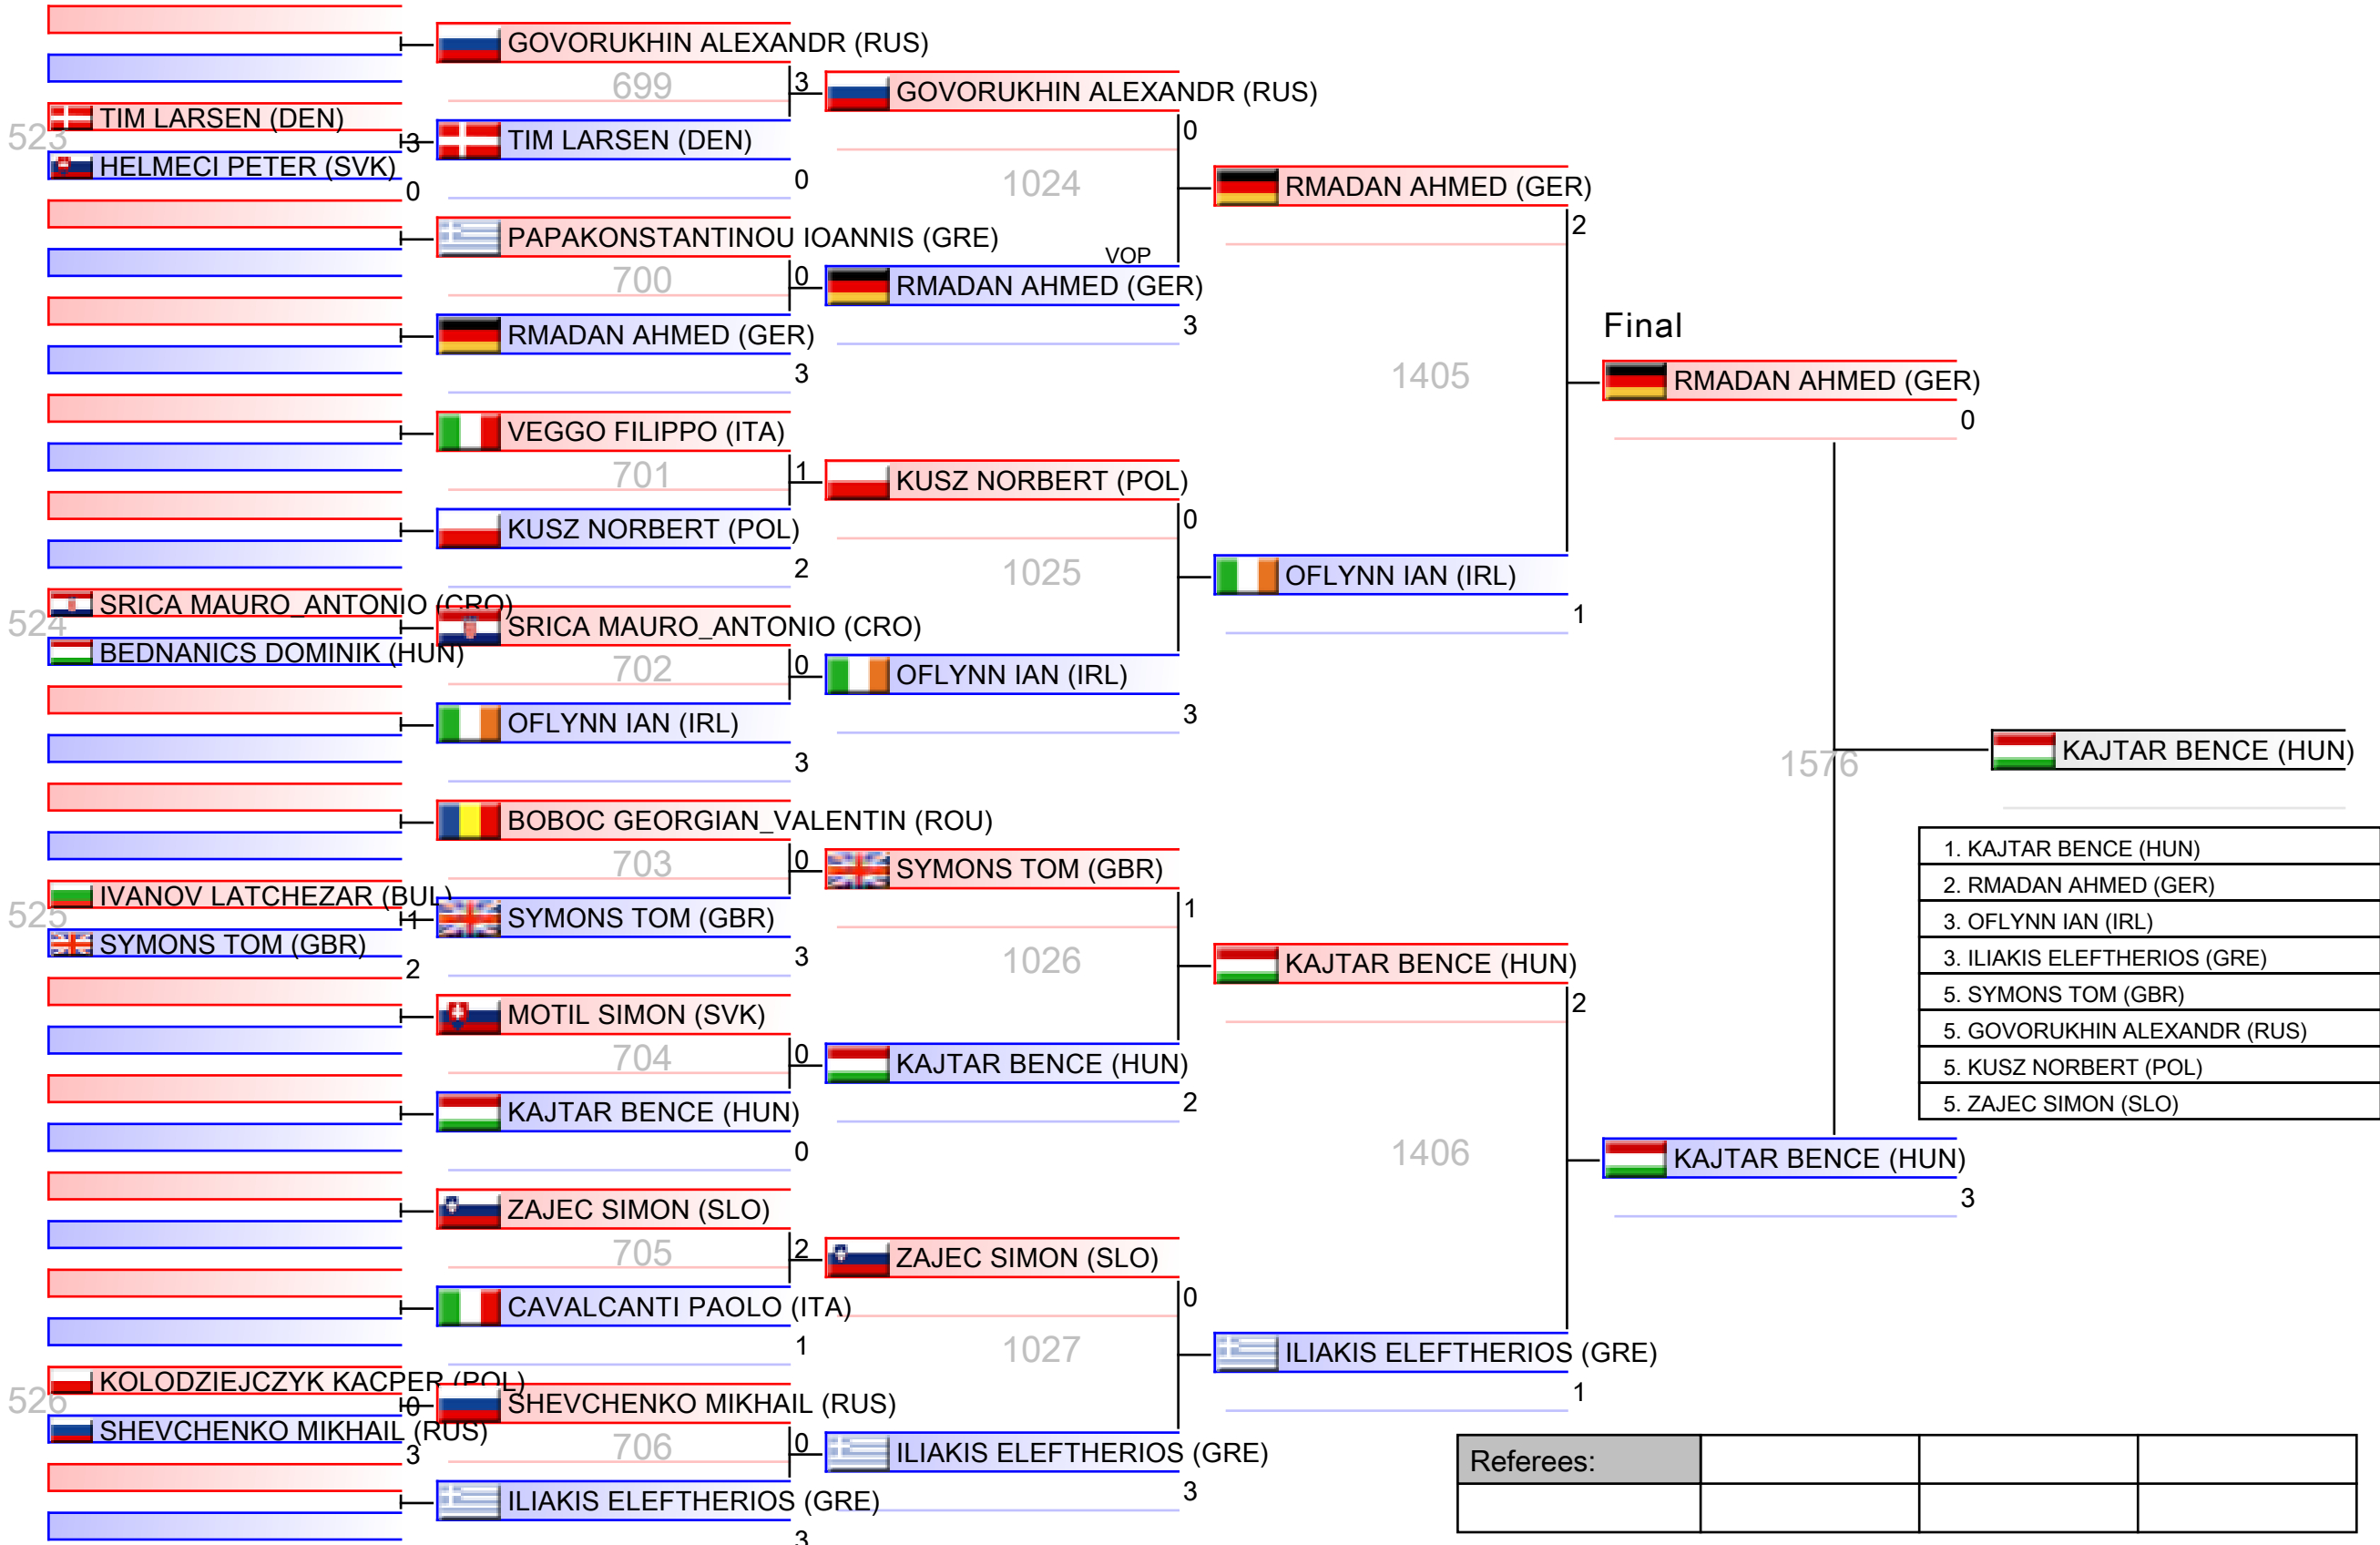 523
TIM LARSEN (DEN)
3
HELMECI PETER (SVK)
0
524
SRICA MAURO_ANTONIO (CRO)
BEDNANICS DOMINIK (HUN)
525
IVANOV LATCHEZAR (BUL)
1
SYMONS TOM (GBR)
2
526
KOLODZIEJCZYK KACPER (POL)
0
SHEVCHENKO MIKHAIL (RUS)
3
GOVORUKHIN ALEXANDR (RUS)
699
3
TIM LARSEN (DEN)
0
PAPAKONSTANTINOU IOANNIS (GRE)
700
0
RMADAN AHMED (GER)
3
VEGGO FILIPPO (ITA)
701
1
KUSZ NORBERT (POL)
2
SRICA MAURO_ANTONIO (CRO)
702
0
OFLYNN IAN (IRL)
3
BOBOC GEORGIAN_VALENTIN (ROU)
703
0
SYMONS TOM (GBR)
3
MOTIL SIMON (SVK)
704
0
KAJTAR BENCE (HUN)
0
ZAJEC SIMON (SLO)
705
2
CAVALCANTI PAOLO (ITA)
1
SHEVCHENKO MIKHAIL (RUS)
706
0
ILIAKIS ELEFTHERIOS (GRE)
3
GOVORUKHIN ALEXANDR (RUS)
0
1024
VOP
RMADAN AHMED (GER)
3
KUSZ NORBERT (POL)
0
1025
OFLYNN IAN (IRL)
3
SYMONS TOM (GBR)
1
1026
KAJTAR BENCE (HUN)
2
ZAJEC SIMON (SLO)
0
1027
ILIAKIS ELEFTHERIOS (GRE)
3
RMADAN AHMED (GER)
2
1405
OFLYNN IAN (IRL)
1
KAJTAR BENCE (HUN)
2
1406
ILIAKIS ELEFTHERIOS (GRE)
1
Final
RMADAN AHMED (GER)
0
1576
KAJTAR BENCE (HUN)
3
KAJTAR BENCE (HUN)
1. KAJTAR BENCE (HUN)
2. RMADAN AHMED (GER)
3. OFLYNN IAN (IRL)
3. ILIAKIS ELEFTHERIOS (GRE)
5. SYMONS TOM (GBR)
5. GOVORUKHIN ALEXANDR (RUS)
5. KUSZ NORBERT (POL)
5. ZAJEC SIMON (SLO)
Referees: